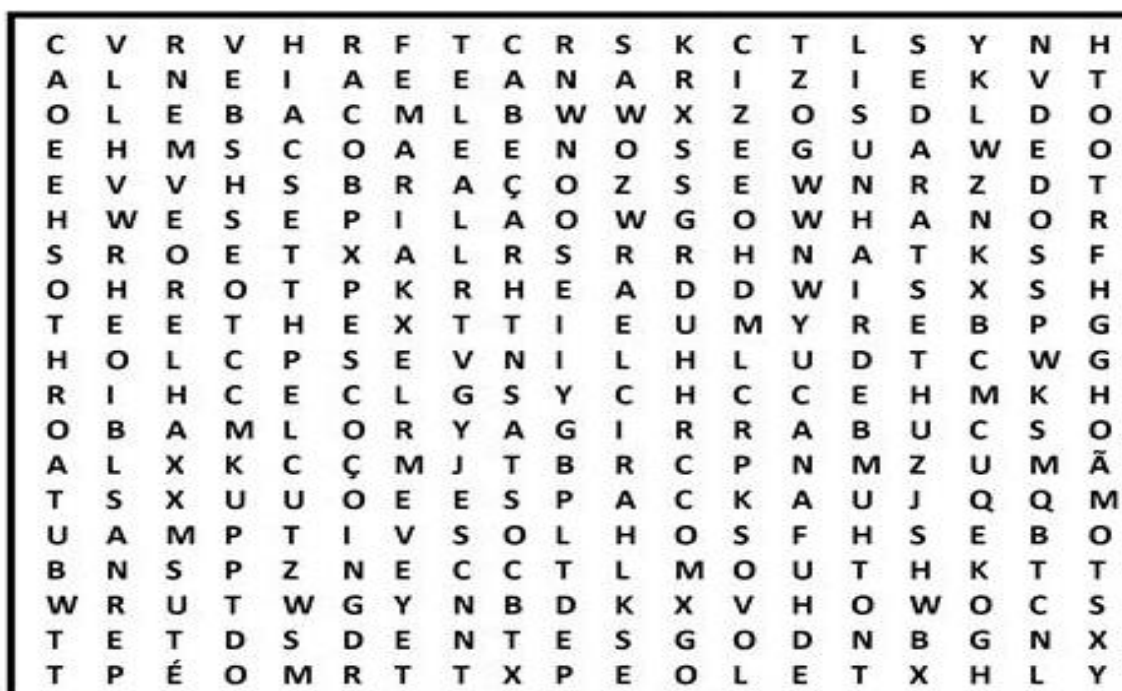 C V R V H R F T C R S K C T L S Y N H
A L N E I A E E A N A R I Z I E K V T
O L E B A C M L B W W X Z O S D L D O
E H M S C O A E E N O S E G U A W E O
E V V H S B R A Ç O Z S E W N R Z D T
H W E S E P I L A O W G O W H A N O R
S R O E T X A L R S R R H N A T K S F
O H R O T P K R H E A D D W I S X S H
T E E T H E X T T I E U M Y R E B P G
H O L C P S E V N I L H L U D T C W G
R I H C E C L G S Y C H C C E H M K H
O B A M L O R Y A G I R R A B U C S O
A L X K C Ç M J T B R C P N M Z U M Ã
T S X U U O E E S P A C K A U J Q Q M
U A M P T I V S O L H O S F H S E B O
B N S P Z N E C C T L M O U T H K T T
W R U T W G Y N B D K X V H O W O C S
T E T D S D E N T E S G O D N B G N X
T P É O M R T T X P E O L E T X H L Y